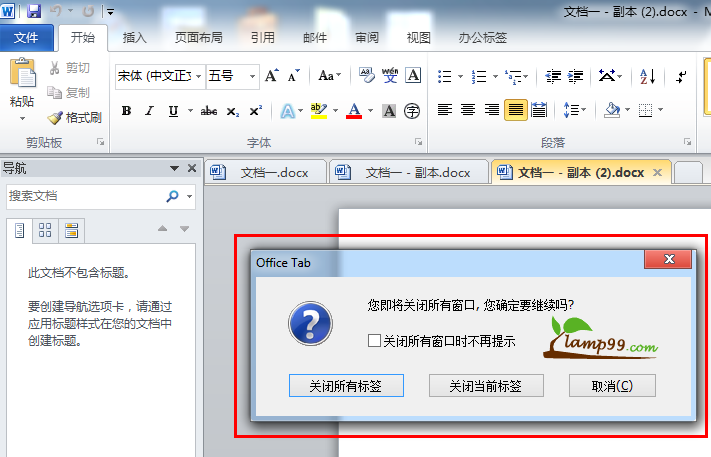 文档一 - 副本 (2).docx - M
文件 开始 插入 页面布局 引用 邮件 审阅 视图 办公标签
粘贴
剪切
复制
格式刷
剪贴板
宋体 (中文正文 五号 A A Aa wén A
B I U abc x₂ x² A ab A A 字
字体
段落
导航
文档一.docx 文档一 - 副本.docx 文档一 - 副本 (2).docx
搜索文档
此文档不包含标题。
要创建导航选项卡，请通过
应用标题样式在您的文档中
创建标题。
Office Tab
您即将关闭所有窗口, 您确定要继续吗?
关闭所有窗口时不再提示
lamp99.com
关闭所有标签 关闭当前标签 取消(C)